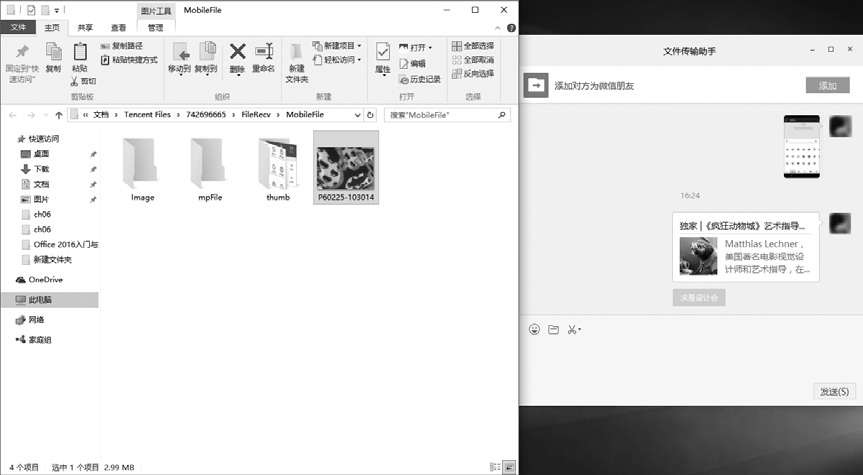 图片工具
MobileFile
文件
主页
共享
查看
管理
固定到“快速访问”
复制
粘贴
复制路径
粘贴快捷方式
剪切
剪贴板
移动到
复制到
删除
重命名
组织
新建
文件夹
新建项目
轻松访问
新建
属性
打开
编辑
历史记录
打开
全部选择
全部取消
反向选择
选择
« 文档 > Tencent Files > 742696665 > FileRecv > MobileFile
搜索"MobileFile"
快速访问
桌面
下载
文档
图片
ch06
ch06
Office 2016入门与
新建文件夹
OneDrive
此电脑
网络
家庭组
Image
mpFile
thumb
P60225-103014
4 个项目
选中 1 个项目 2.99 MB
文件传输助手
添加对方为微信朋友
添加
16:24
独家 |《疯狂动物城》艺术指导...
Matthias Lechner，
美国著名电影视觉设
计师和艺术指导，在...
求是设计会
发送(S)